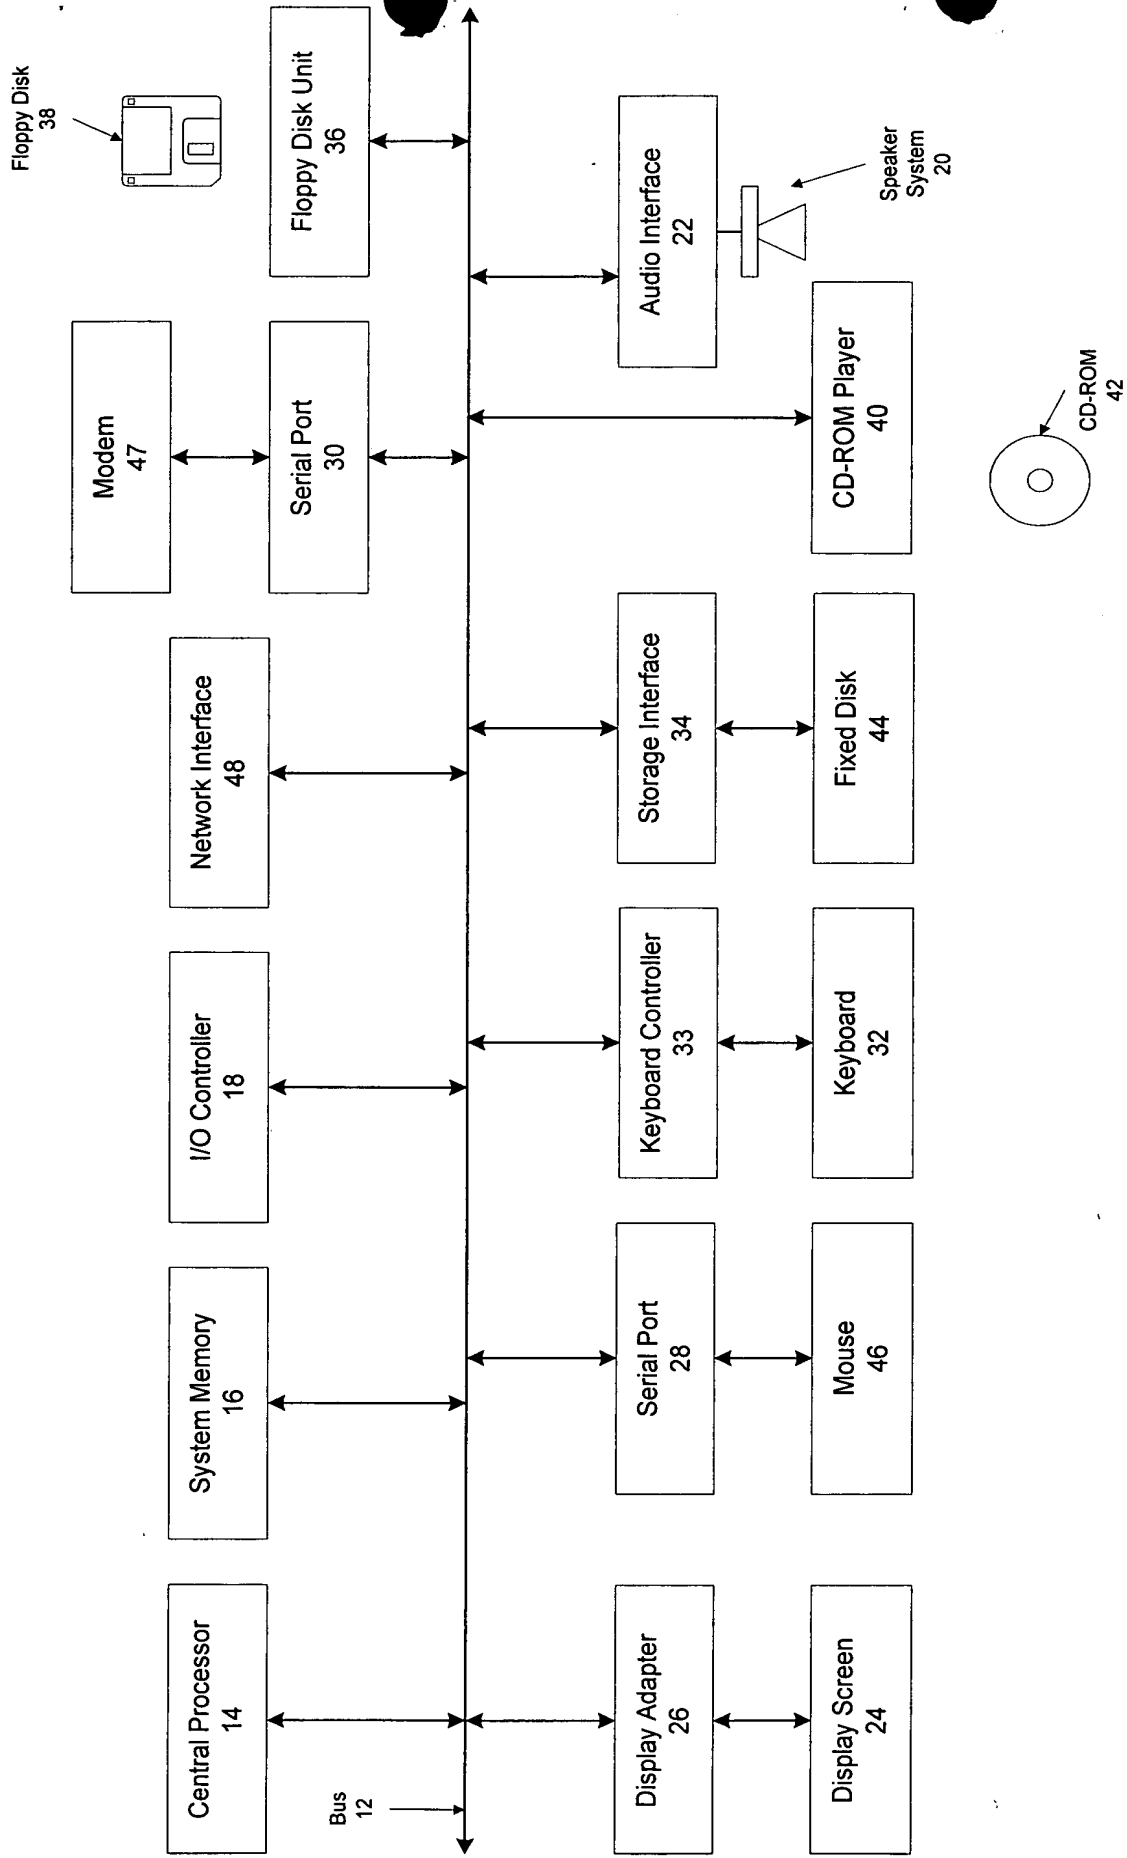 Central Processor
14
System Memory
16
I/O Controller
18
Network Interface
48
Modem
47
Serial Port
30
Floppy Disk
38
Floppy Disk Unit
36
Bus
12
Display Adapter
26
Display Screen
24
Serial Port
28
Mouse
46
Keyboard Controller
33
Keyboard
32
Storage Interface
34
Fixed Disk
44
CD-ROM Player
40
CD-ROM
42
Audio Interface
22
Speaker
System
20